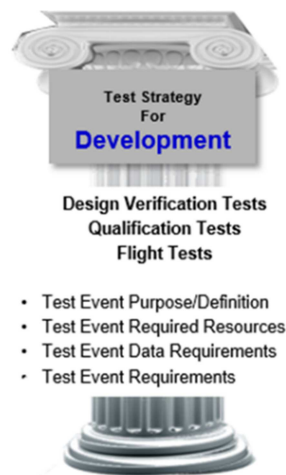 Test Strategy
For
Development
Design Verification Tests
Qualification Tests
Flight Tests
• Test Event Purpose/Definition
• Test Event Required Resources
• Test Event Data Requirements
• Test Event Requirements